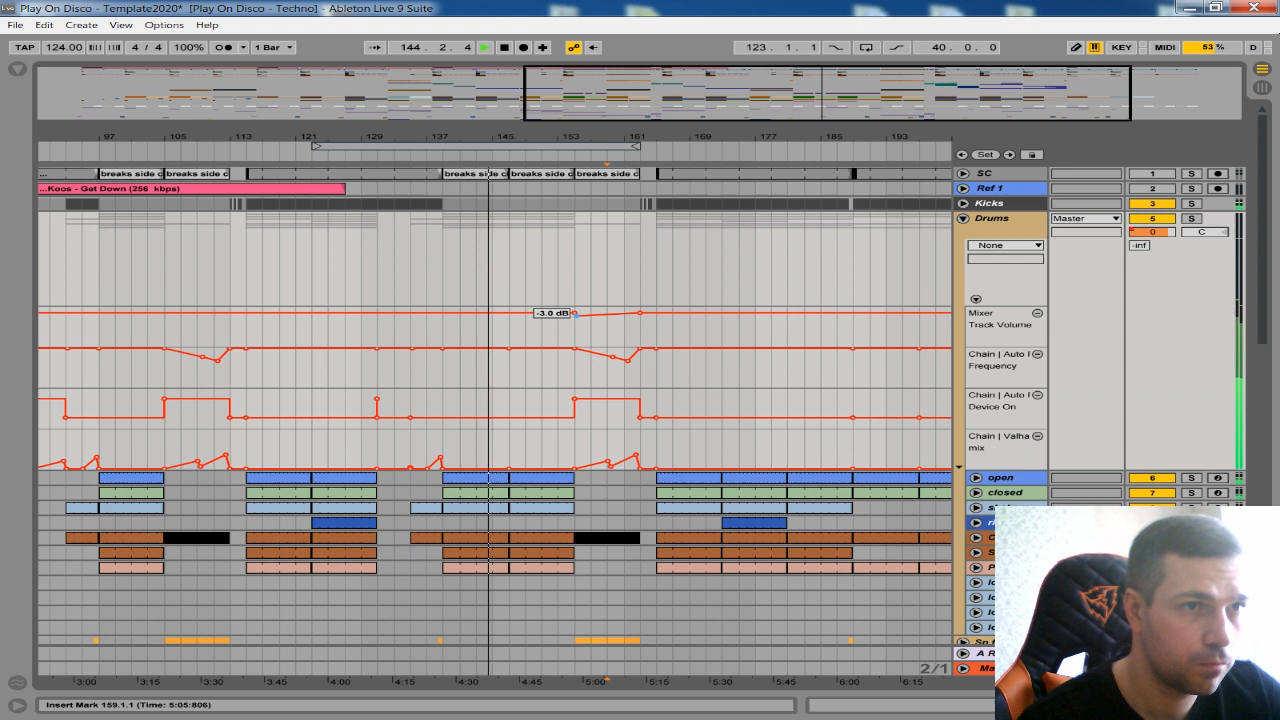 Play On Disco - Template2020* [Play On Disco - Techno] - Ableton Live 9 Suite
File Edit Create View Options Help
TAP 124.00 4 / 4 100% 1 Bar 144 . 2 . 4 123 . 1 . 1 40 . 0 . 0 KEY MIDI 53 % D
97 105 113 121 129 137 145 153 161 169 177 185 193
Set
... breaks side c breaks side c breaks side c breaks side c breaks side c SC 1 S
...Koos - Get Down (256 kbps) Ref 1 2 S
Kicks 3 S
Drums Master 5 S
0 C
None -inf
-3.0 dB Mixer
Track Volume
Chain | Auto F
Frequency
Chain | Auto F
Device On
Chain | Valha
mix
open 6 S
closed 7 S
2/1
3:00 3:15 3:45 4:00 4:15 4:45 5:00 5:15 5:30 5:45 6:00 6:15
Insert Mark 159.1.1 (Time: 5:05:806)